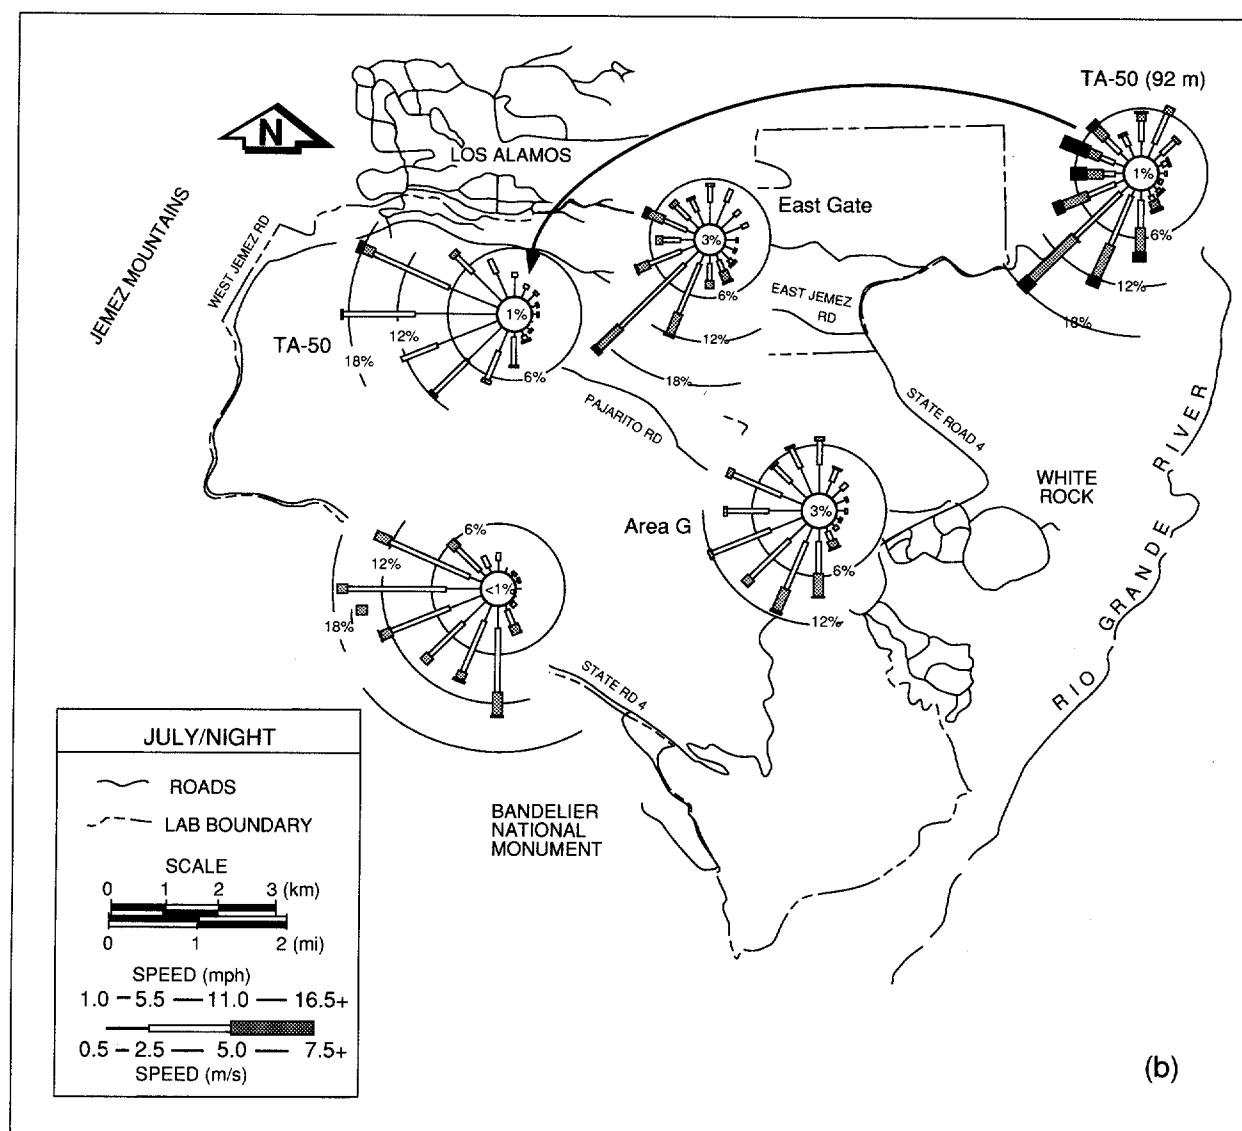 TA-50 (92 m)
N
LOS ALAMOS
1%
East Gate
WEST JEMEZ RD
3%
JEMEZ MOUNTAINS
6%
6%
EAST JEMEZ
RD
12%
1%
18%
12%
TA-50
12%
18%
6%
18%
PAJARITO RD
STATE ROAD 4
RIO GRANDE RIVER
WHITE
ROCK
3%
Area G
6%
12%
6%
12%
<1%
18%
STATE RD 4
JULY/NIGHT
ROADS
LAB BOUNDARY
SCALE
0 1 2 3 (km)
0 1 2 (mi)
SPEED (mph)
1.0 – 5.5 — 11.0 — 16.5+
0.5 – 2.5 — 5.0 — 7.5+
SPEED (m/s)
BANDELIER
NATIONAL
MONUMENT
(b)